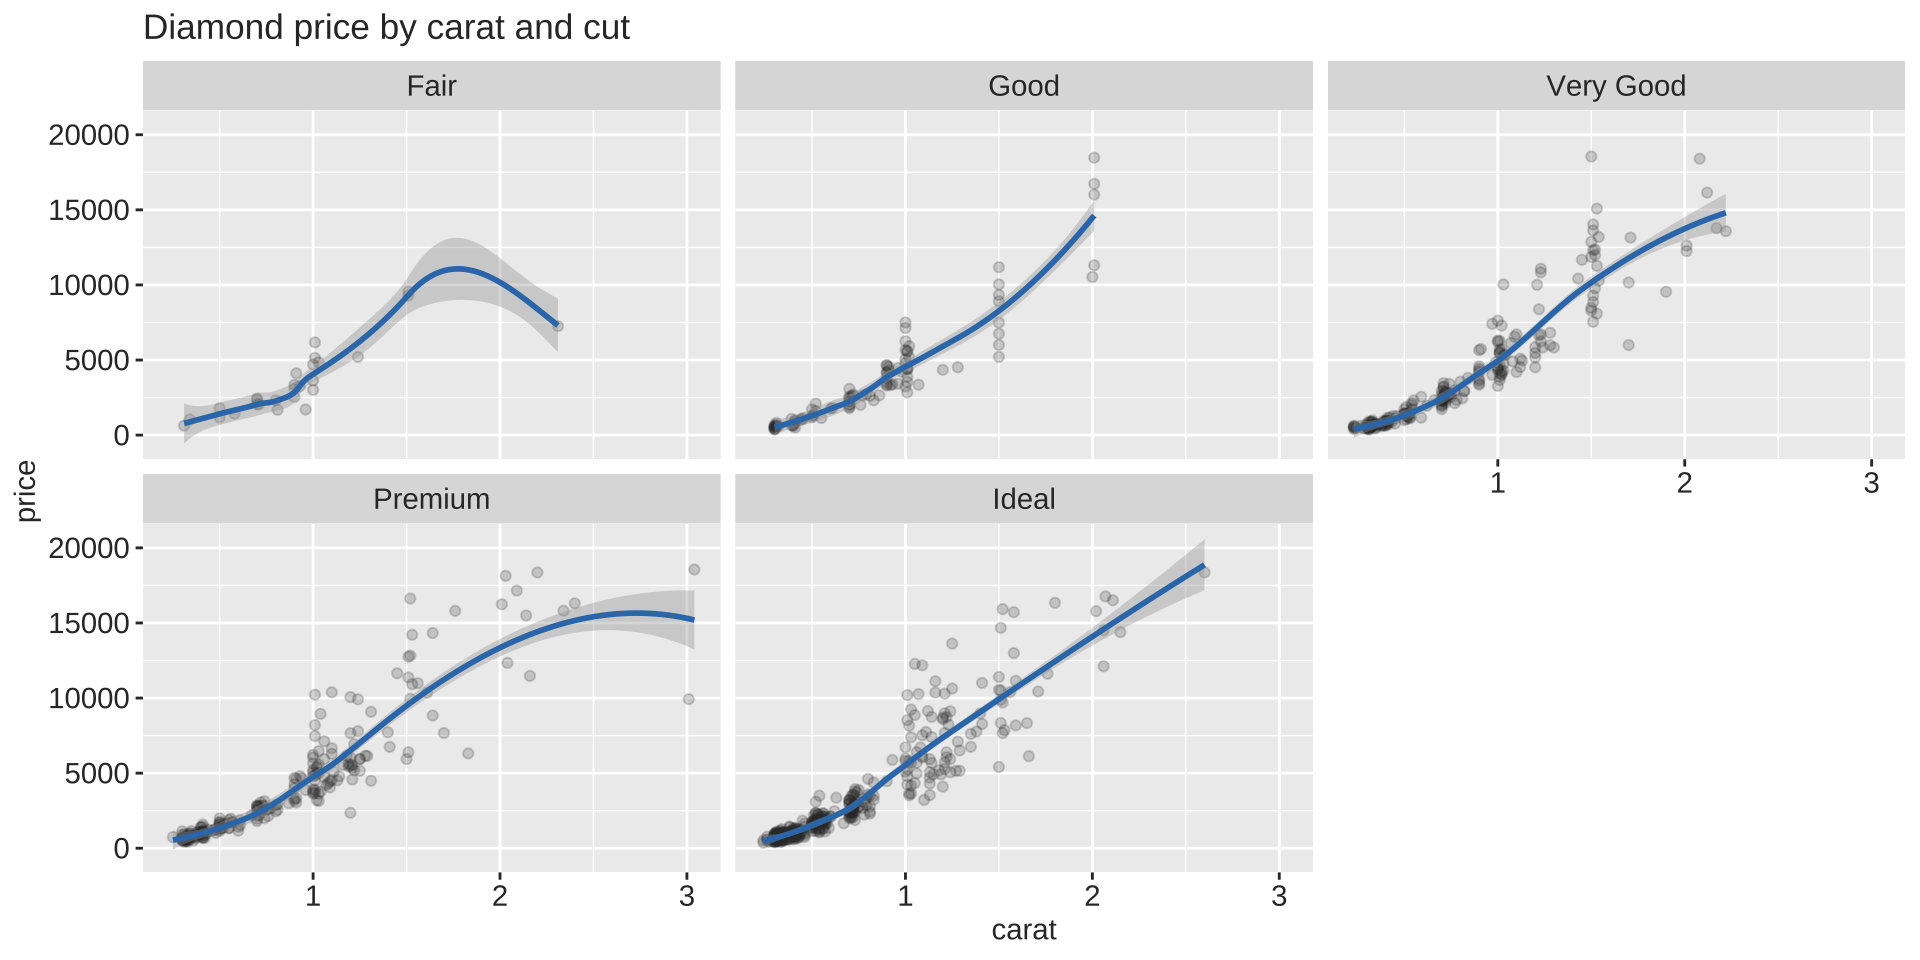 Diamond price by carat and cut
Fair
Good
Very Good
20000
15000
10000
5000
0
1 2 3
price
Premium
Ideal
20000
15000
10000
5000
0
1 2 3
1 2 3
carat